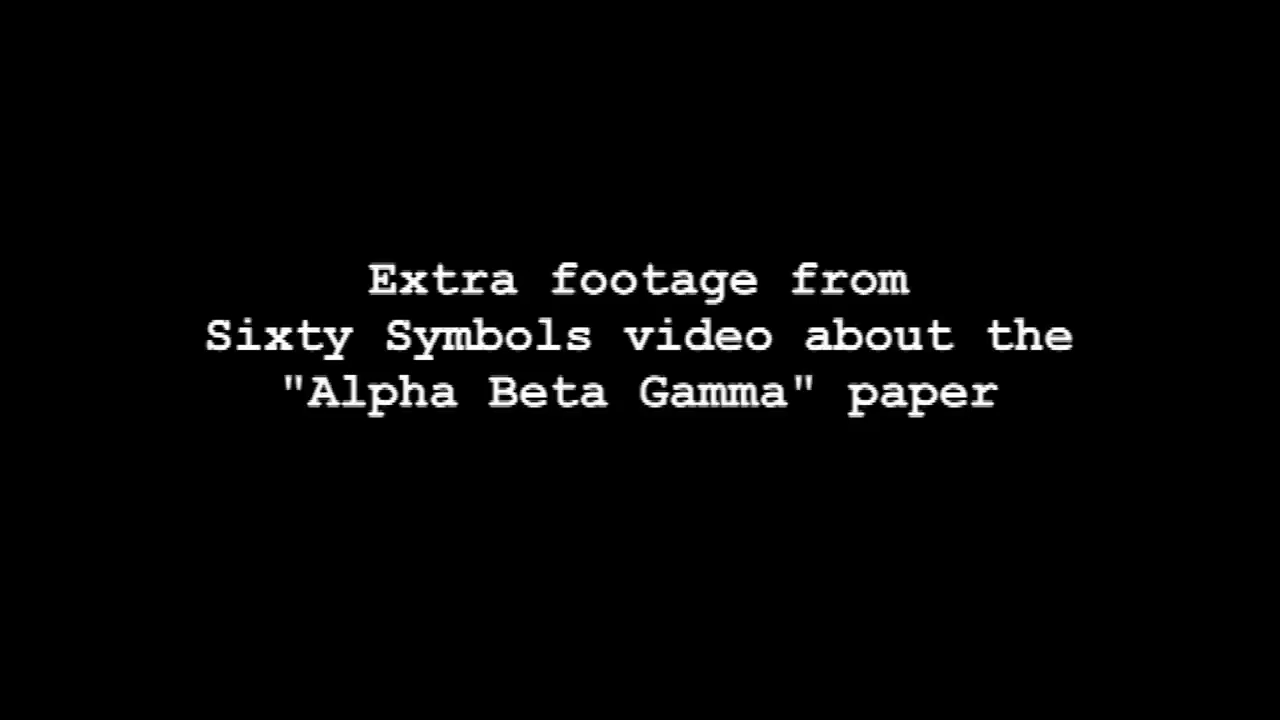 Extra footage from
Sixty Symbols video about the
"Alpha Beta Gamma" paper